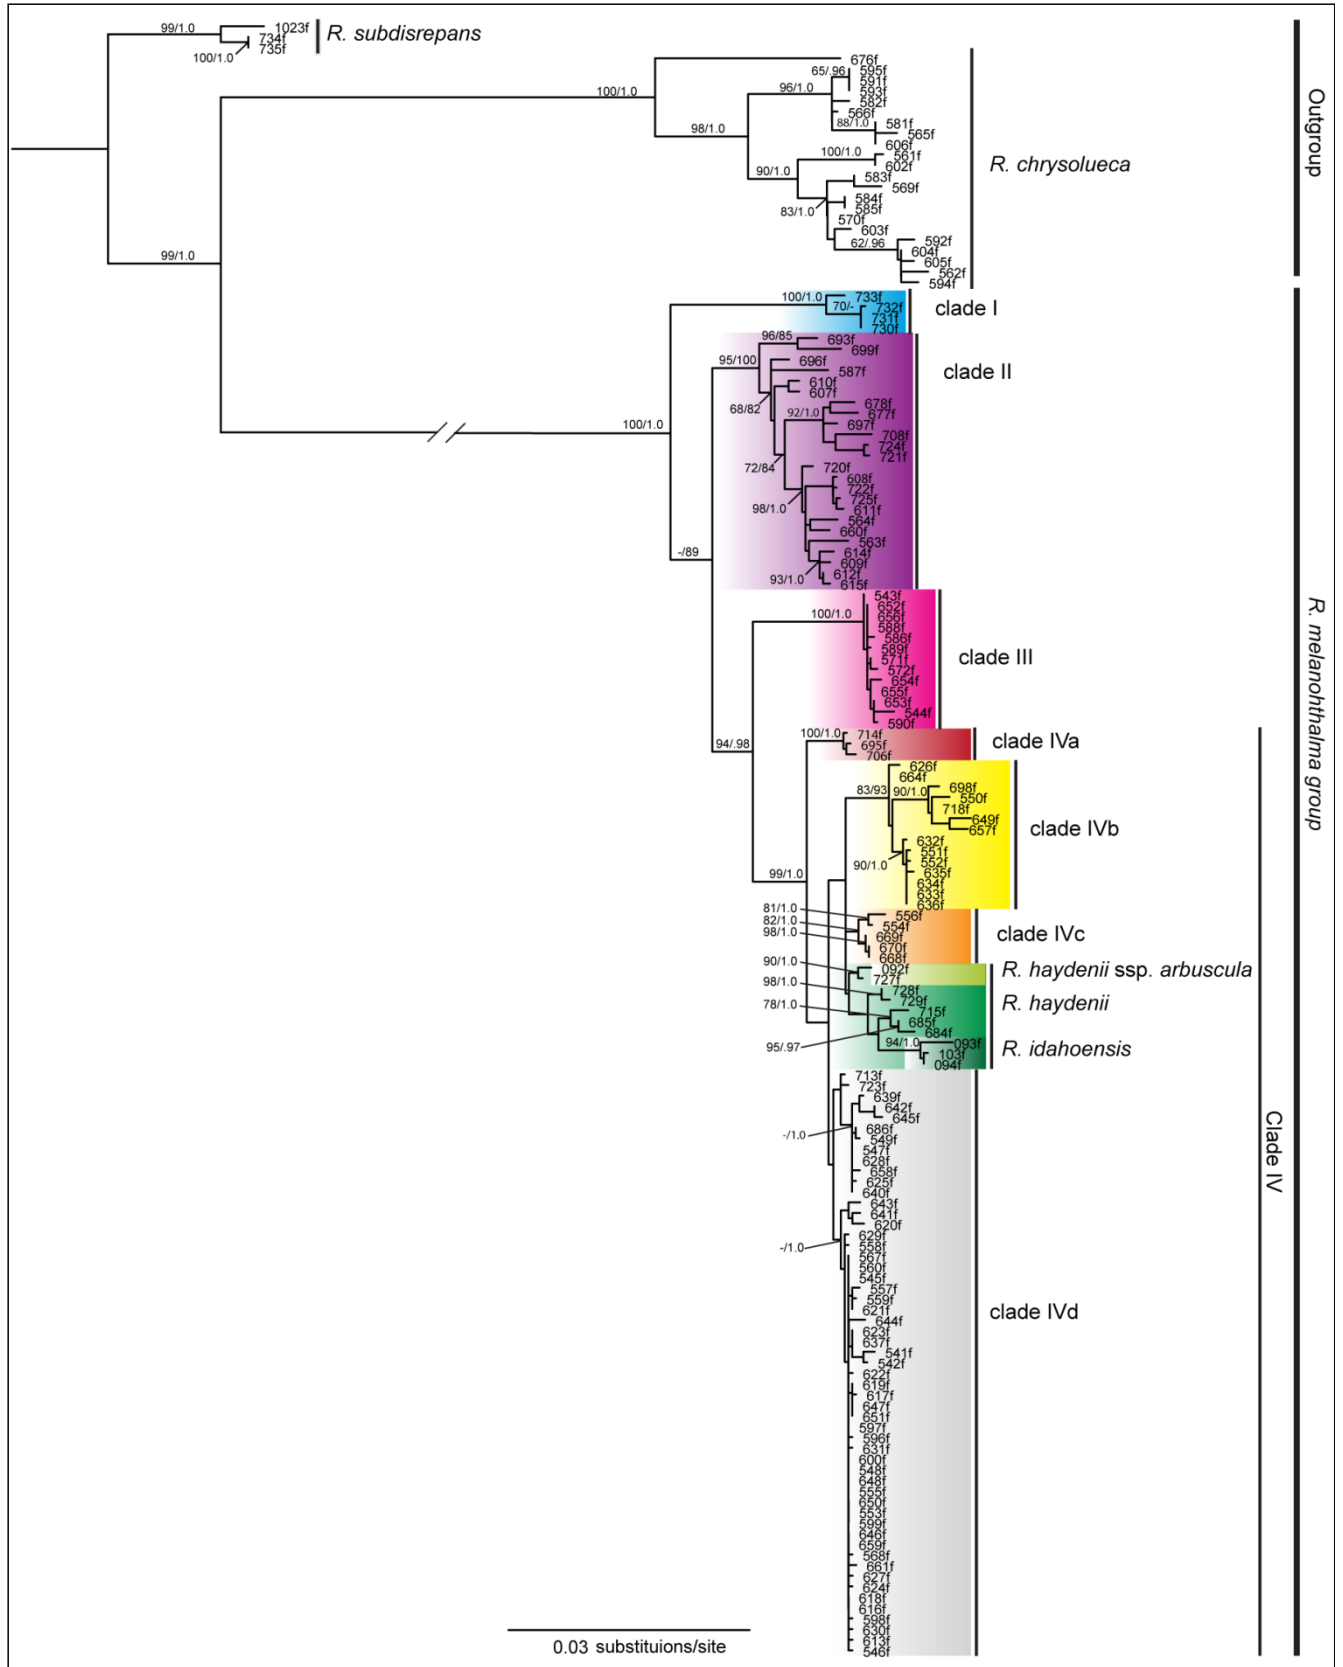 99/1.0
1023f
734f
735f
100/1.0
R. subdisrepans
676f
65/.96
595f
591f
96/1.0
593f
100/1.0
582f
566f
88/1.0
581f
98/1.0
565f
606f
100/1.0
561f
602f
90/1.0
583f
569f
584f
83/1.0
585f
570f
603f
62/.96
592f
604f
605f
562f
594f
R. chrysolueca
Outgroup
99/1.0
100/1.0
733f
70/-
732f
731f
730f
clade I
96/85
693f
699f
95/100
696f
587f
610f
607f
68/82
678f
92/1.0
677f
697f
708f
724f
721f
72/84
720f
608f
722f
725f
98/1.0
611f
564f
660f
563f
614f
609f
93/1.0
612f
615f
clade II
100/1.0
-/89
543f
652f
100/1.0
656f
588f
586f
589f
571f
572f
654f
655f
653f
544f
590f
clade III
R. melanohthalma group
94/.98
100/1.0
714f
695f
706f
clade IVa
626f
664f
83/93
90/1.0
698f
550f
718f
649f
657f
632f
551f
90/1.0
552f
635f
634f
633f
636f
clade IVb
99/1.0
81/1.0
82/1.0
98/1.0
556f
554f
669f
670f
668f
clade IVc
90/1.0
092f
727f
R. haydenii ssp. arbuscula
98/1.0
728f
729f
78/1.0
715f
685f
684f
R. haydenii
95/.97
94/1.0
093f
103f
094f
R. idahoensis
713f
723f
639f
642f
645f
-/1.0
686f
549f
547f
628f
658f
625f
640f
643f
641f
620f
629f
-/1.0
558f
567f
560f
545f
557f
559f
621f
644f
623f
637f
541f
542f
622f
619f
617f
647f
651f
597f
596f
631f
600f
548f
648f
555f
650f
553f
599f
646f
659f
568f
661f
627f
624f
618f
616f
598f
630f
613f
546f
clade IVd
Clade IV
0.03 substituions/site